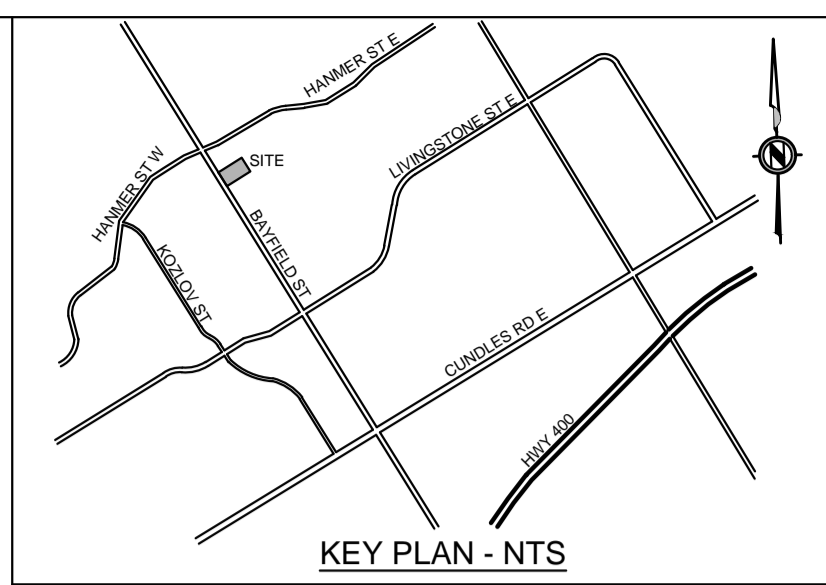 HANMER ST E
LIVINGSTONE ST E
SITE
HANMER ST W
BAYFIELD ST
KOZLOV ST
CUNDLES RD E
HWY 400
N
KEY PLAN - NTS